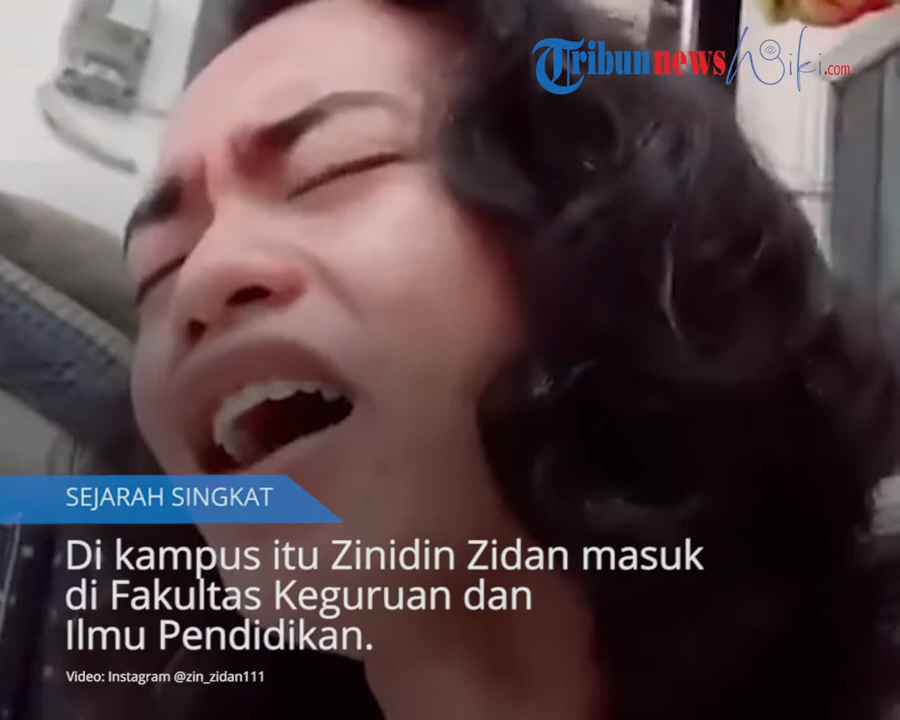 Tribunnewswiki.com
SEJARAH SINGKAT
Di kampus itu Zinidin Zidan masuk
di Fakultas Keguruan dan
Ilmu Pendidikan.
Video: Instagram @zin_zidan111